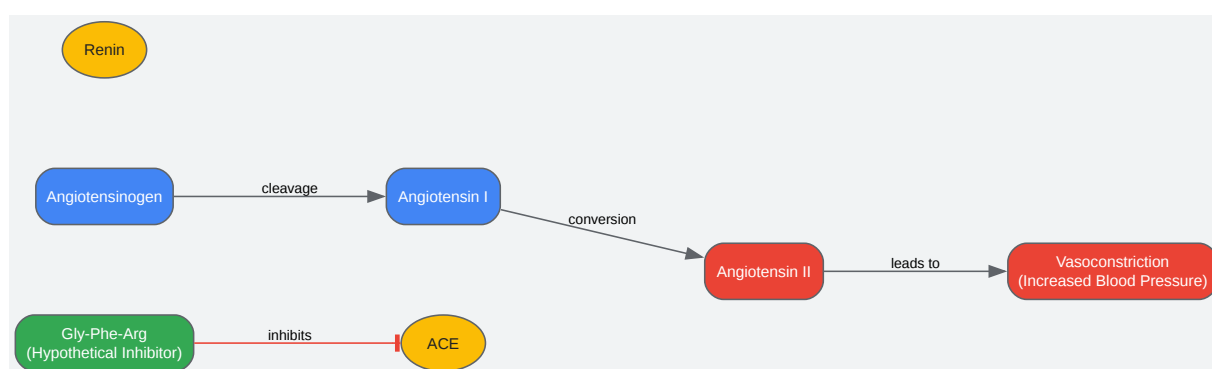 Renin
Angiotensinogen
cleavage
Angiotensin I
conversion
Angiotensin II
leads to
Vasoconstriction
(Increased Blood Pressure)
Gly-Phe-Arg
(Hypothetical Inhibitor)
inhibits
ACE